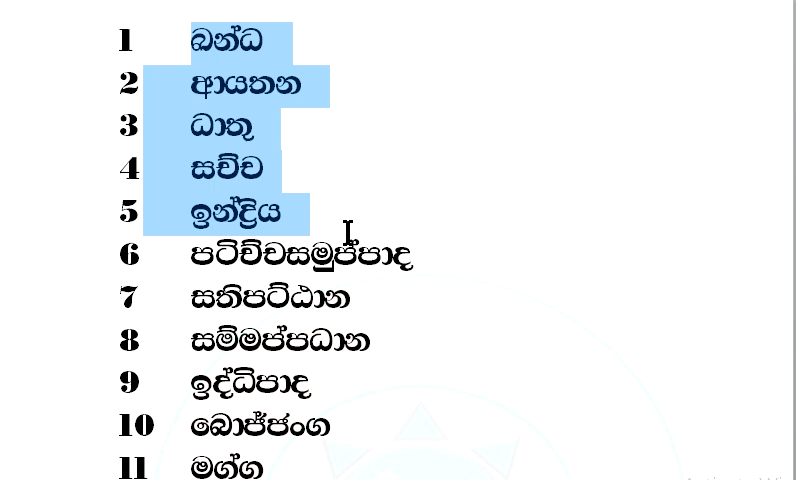 1 ඛන්ධ
2 ආයතන
3 ධාතු
4 සච්ච
5 ඉන්ද්‍රිය
6 පටිච්චසමුප්පාද
7 සතිපට්ඨාන
8 සම්මප්පධාන
9 ඉද්ධිපාද
10 බොජ්ජංග
11 මග්ග